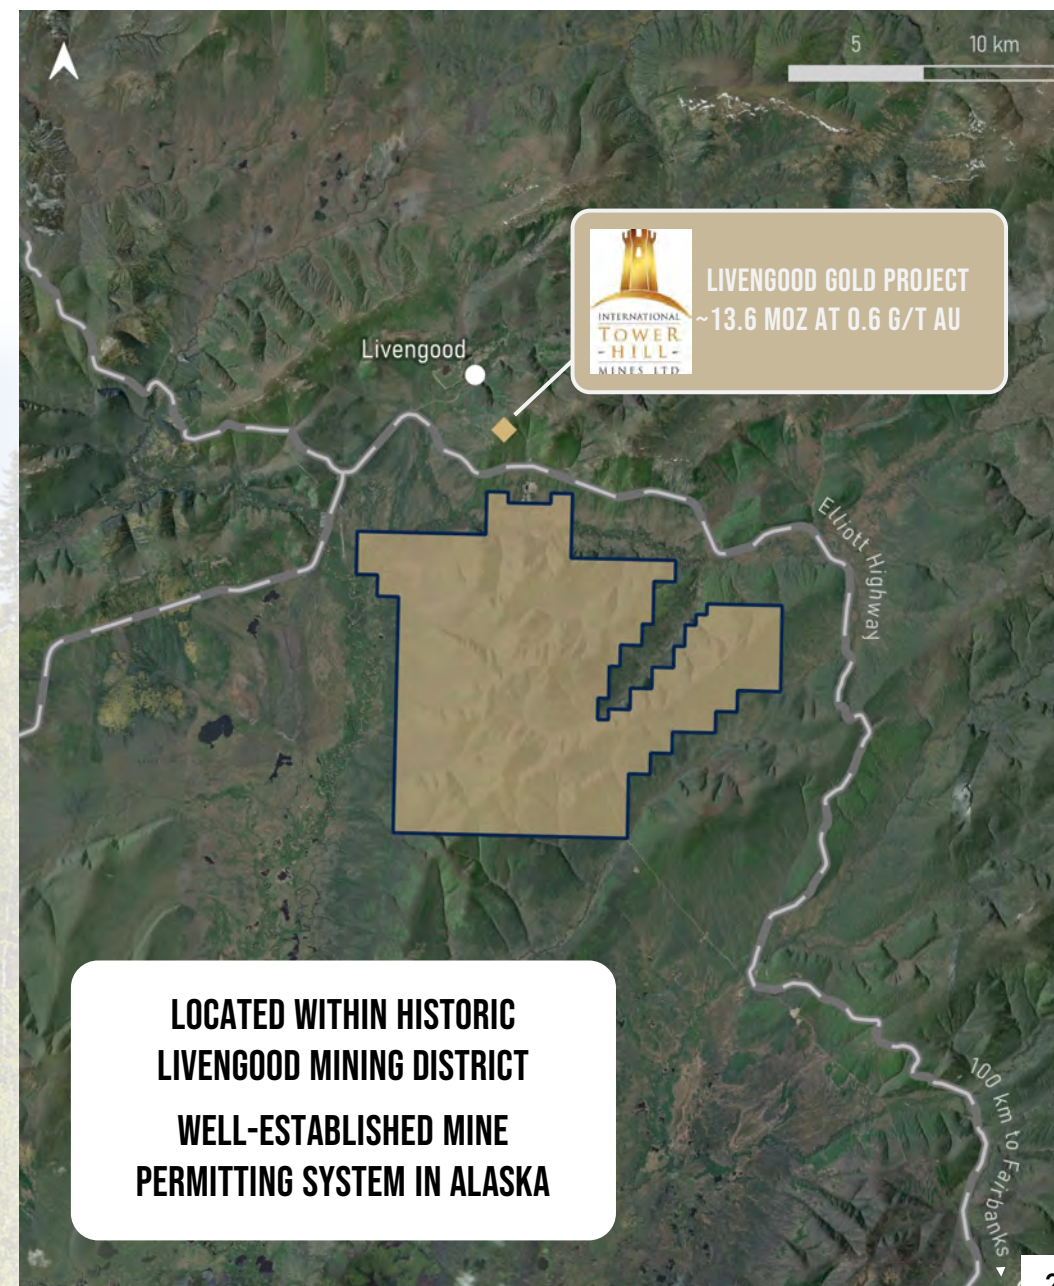 5
10 km
LIVENGOOD GOLD PROJECT
~13.6 MOZ AT 0.6 G/T AU
INTERNATIONAL
TOWER
-HILL-
MINES LTD
Livengood
Elliott Highway
LOCATED WITHIN HISTORIC
LIVENGOOD MINING DISTRICT
WELL-ESTABLISHED MINE
PERMITTING SYSTEM IN ALASKA
100 km to Fairbanks